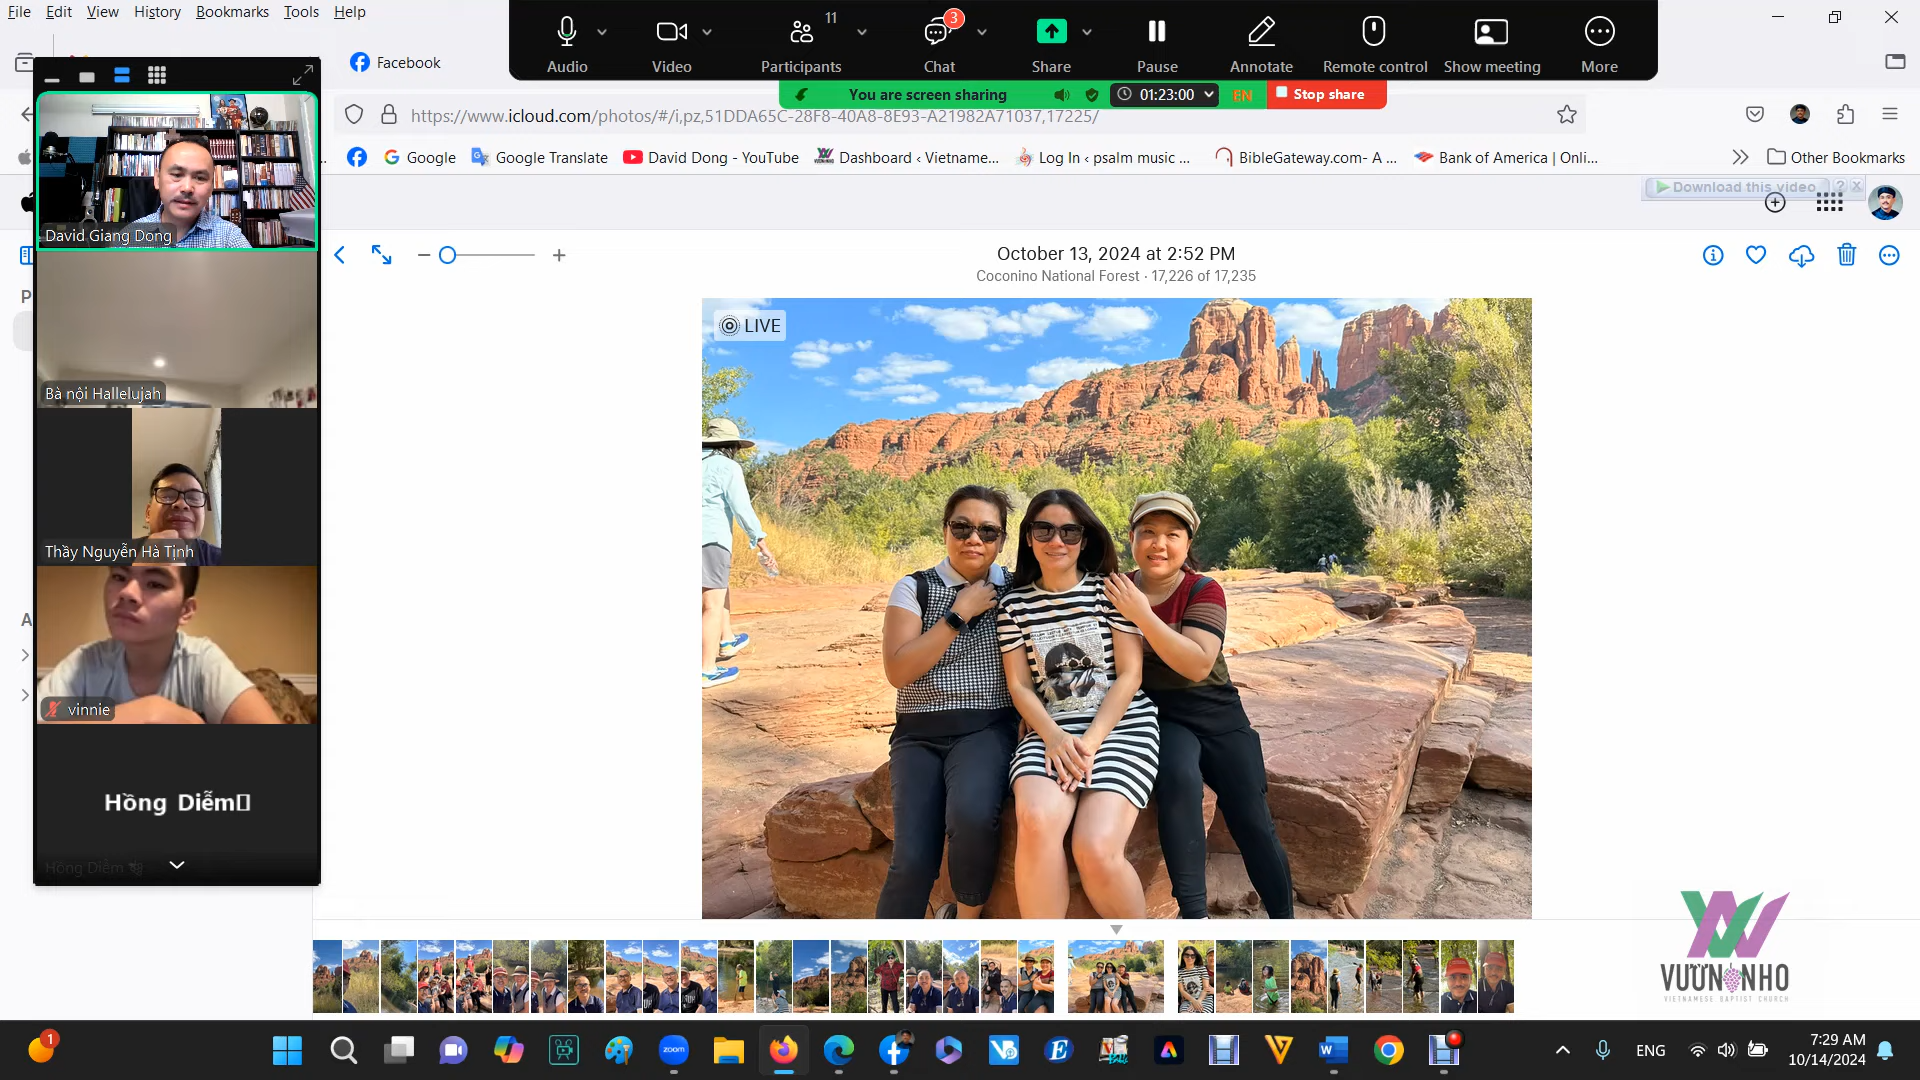 File Edit View History Bookmarks Tools Help
11
3
Audio Video Participants Chat Share Pause Annotate Remote control Show meeting More
Facebook
You are screen sharing 01:23:00 EN Stop share
https://www.icloud.com/photos/#/i,pz,51DDA65C-28F8-40A8-8E93-A21982A71037,17225/
Google Google Translate David Dong - YouTube Dashboard ‹ Vietname... Log In ‹ psalm music ... BibleGateway.com- A ... Bank of America | Onli... Other Bookmarks
Download this video ? X
David Giang Dong
October 13, 2024 at 2:52 PM
Coconino National Forest · 17,226 of 17,235
P
LIVE
Bà nội Hallelujah
Thầy Nguyễn Hà Tịnh
A
vinnie
Hồng Diễm
Hồng Diễm
VƯỜN NHO
VIETNAMESE BAPTIST CHURCH
1
zoom
ENG
7:29 AM
10/14/2024